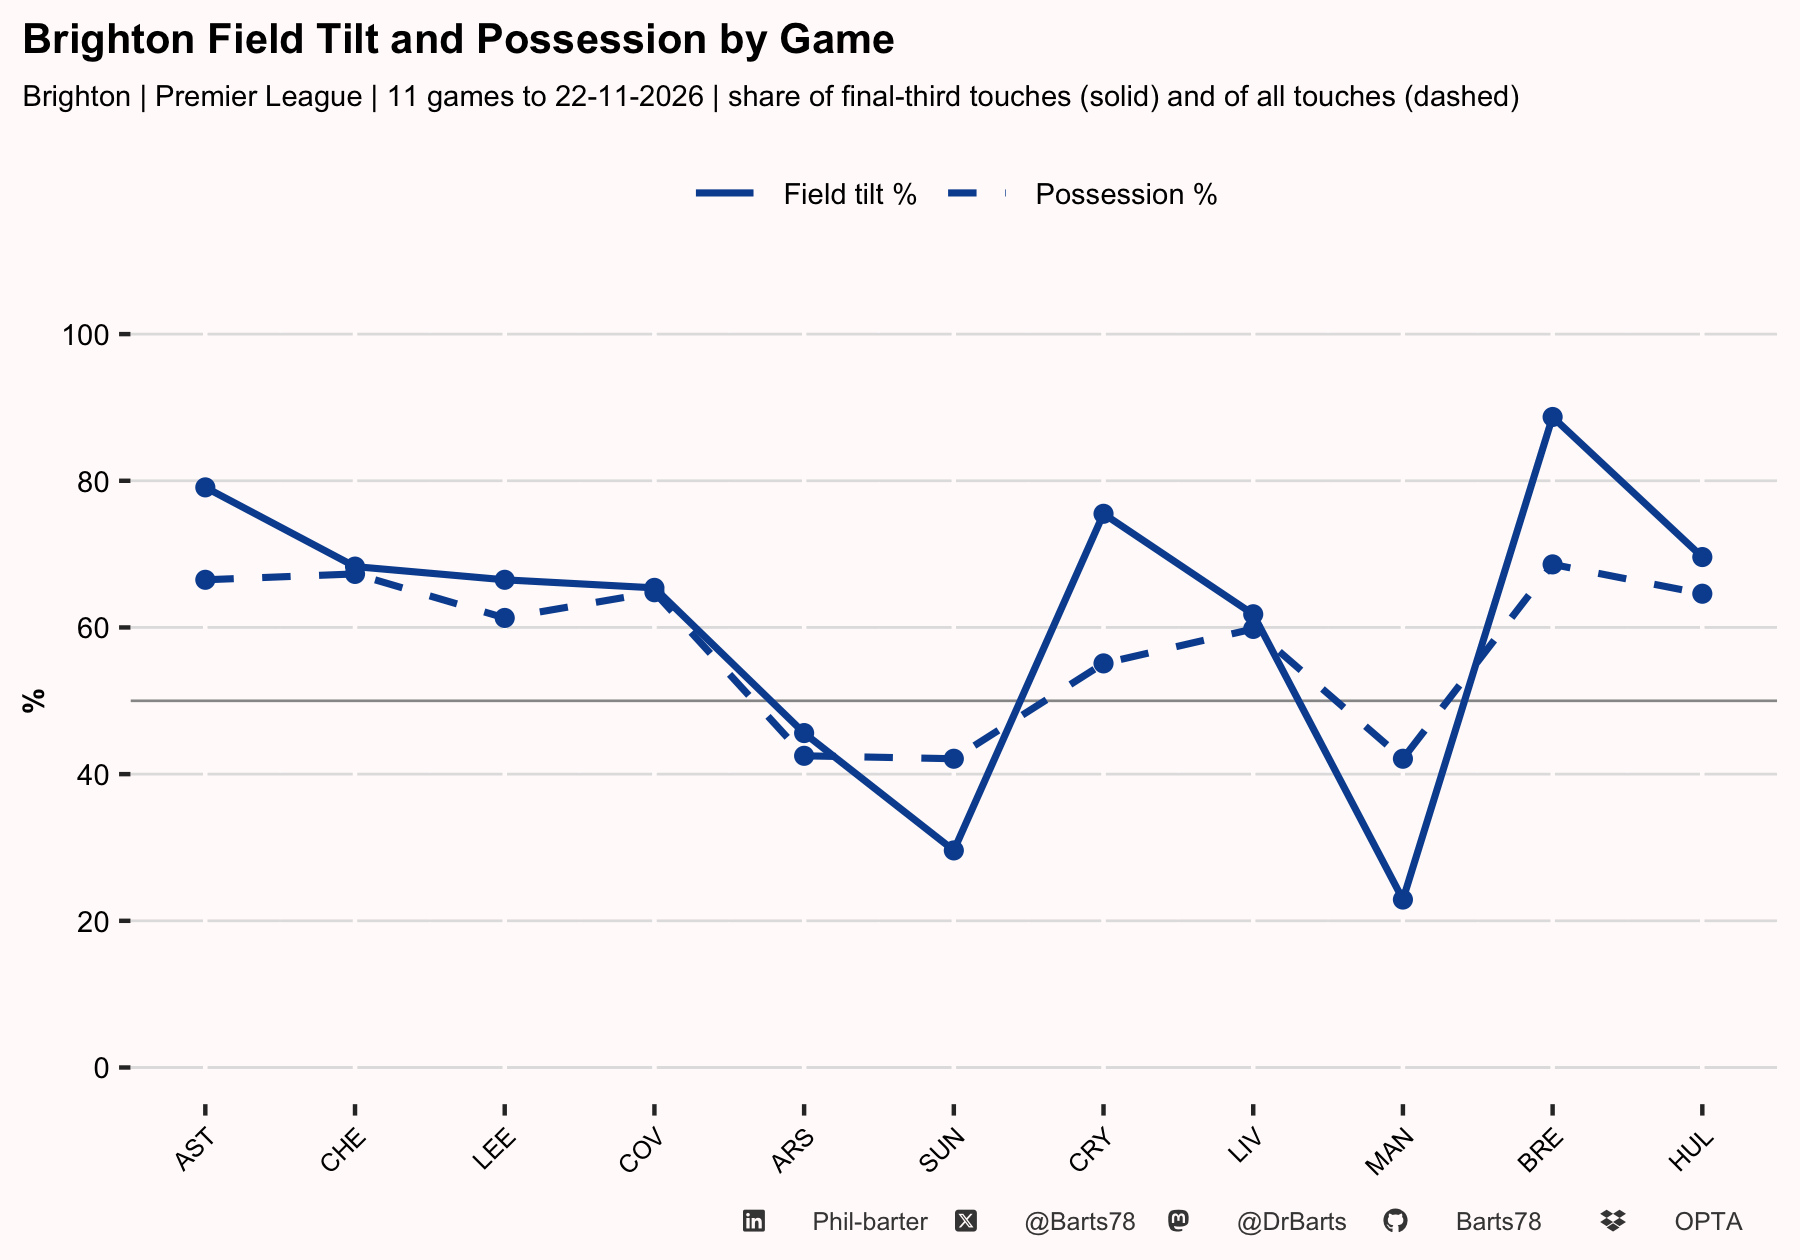 Brighton Field Tilt and Possession by Game
Brighton | Premier League | 11 games to 22-11-2026 | share of final-third touches (solid) and of all touches (dashed)
Field tilt % Possession %
100
80
60
40
20
0
%
AST CHE LEE COV ARS SUN CRY LIV MAN BRE HUL
Phil-barter @Barts78 @DrBarts Barts78 OPTA